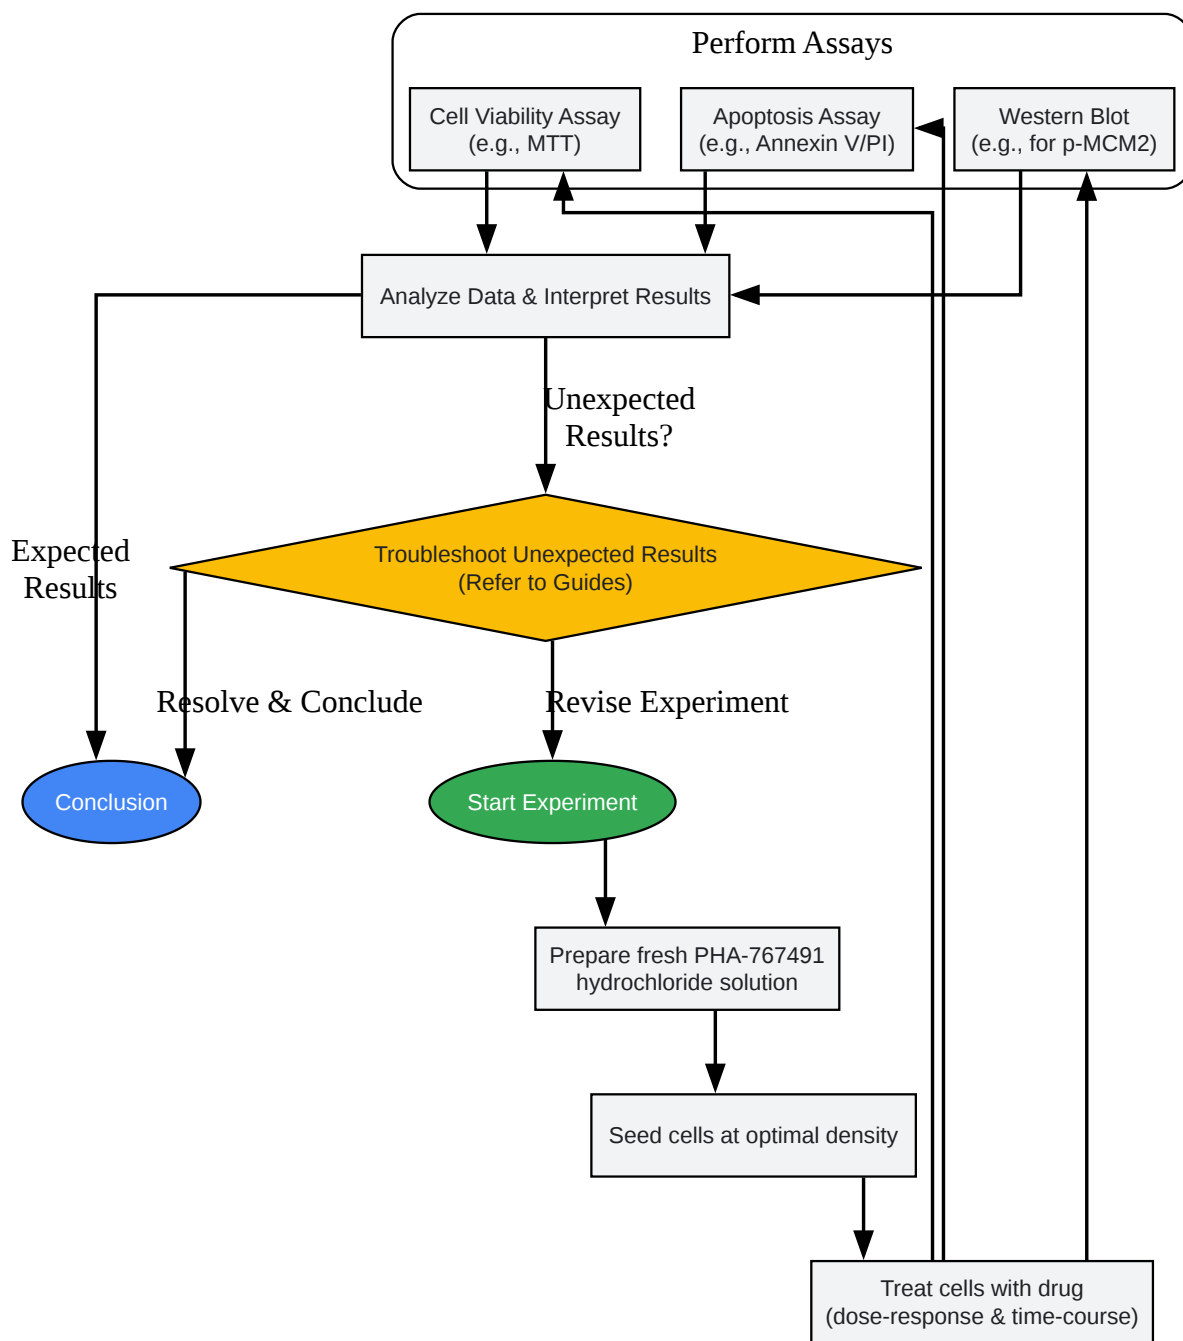 Perform Assays
Cell Viability Assay
(e.g., MTT)
Apoptosis Assay
(e.g., Annexin V/PI)
Western Blot
(e.g., for p-MCM2)
Analyze Data & Interpret Results
Unexpected
Results?
Expected
Results
Troubleshoot Unexpected Results
(Refer to Guides)
Resolve & Conclude
Revise Experiment
Conclusion
Start Experiment
Prepare fresh PHA-767491
hydrochloride solution
Seed cells at optimal density
Treat cells with drug
(dose-response & time-course)